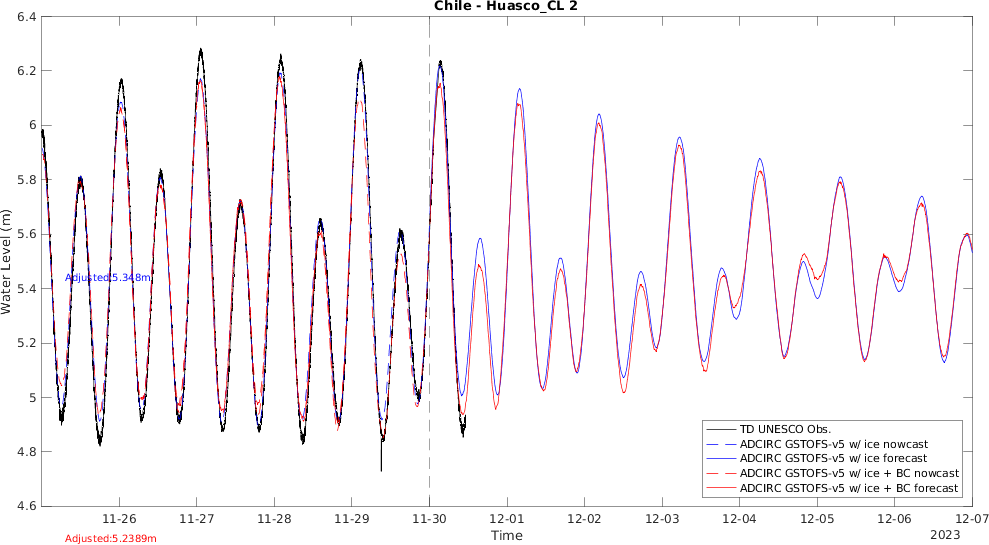 Chile - Huasco_CL 2
6.4
6.2
6
5.8
5.6
5.4
5.2
5
4.8
4.6
Water Level (m)
Adjusted:5.348m
TD UNESCO Obs.
ADCIRC GSTOFS-v5 w/ ice nowcast
ADCIRC GSTOFS-v5 w/ ice forecast
ADCIRC GSTOFS-v5 w/ ice + BC nowcast
ADCIRC GSTOFS-v5 w/ ice + BC forecast
11-26 11-27 11-28 11-29 11-30 12-01 12-02 12-03 12-04 12-05 12-06 12-07
Time
2023
Adjusted:5.2389m